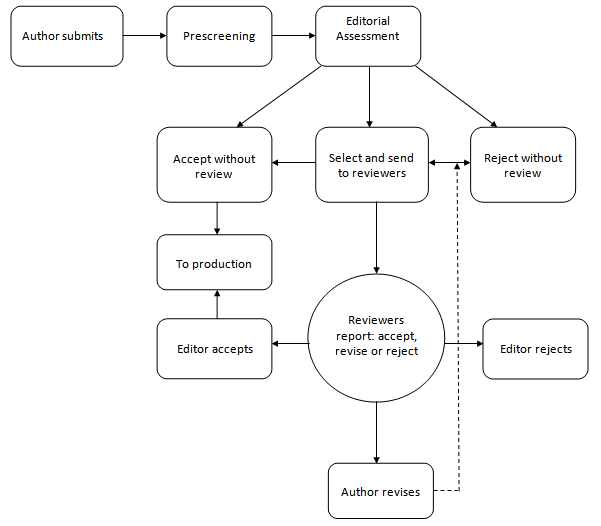 Author submits
Prescreening
Editorial
Assessment
Accept without
review
Select and send
to reviewers
Reject without
review
To production
Reviewers
report: accept,
revise or reject
Editor accepts
Editor rejects
Author revises